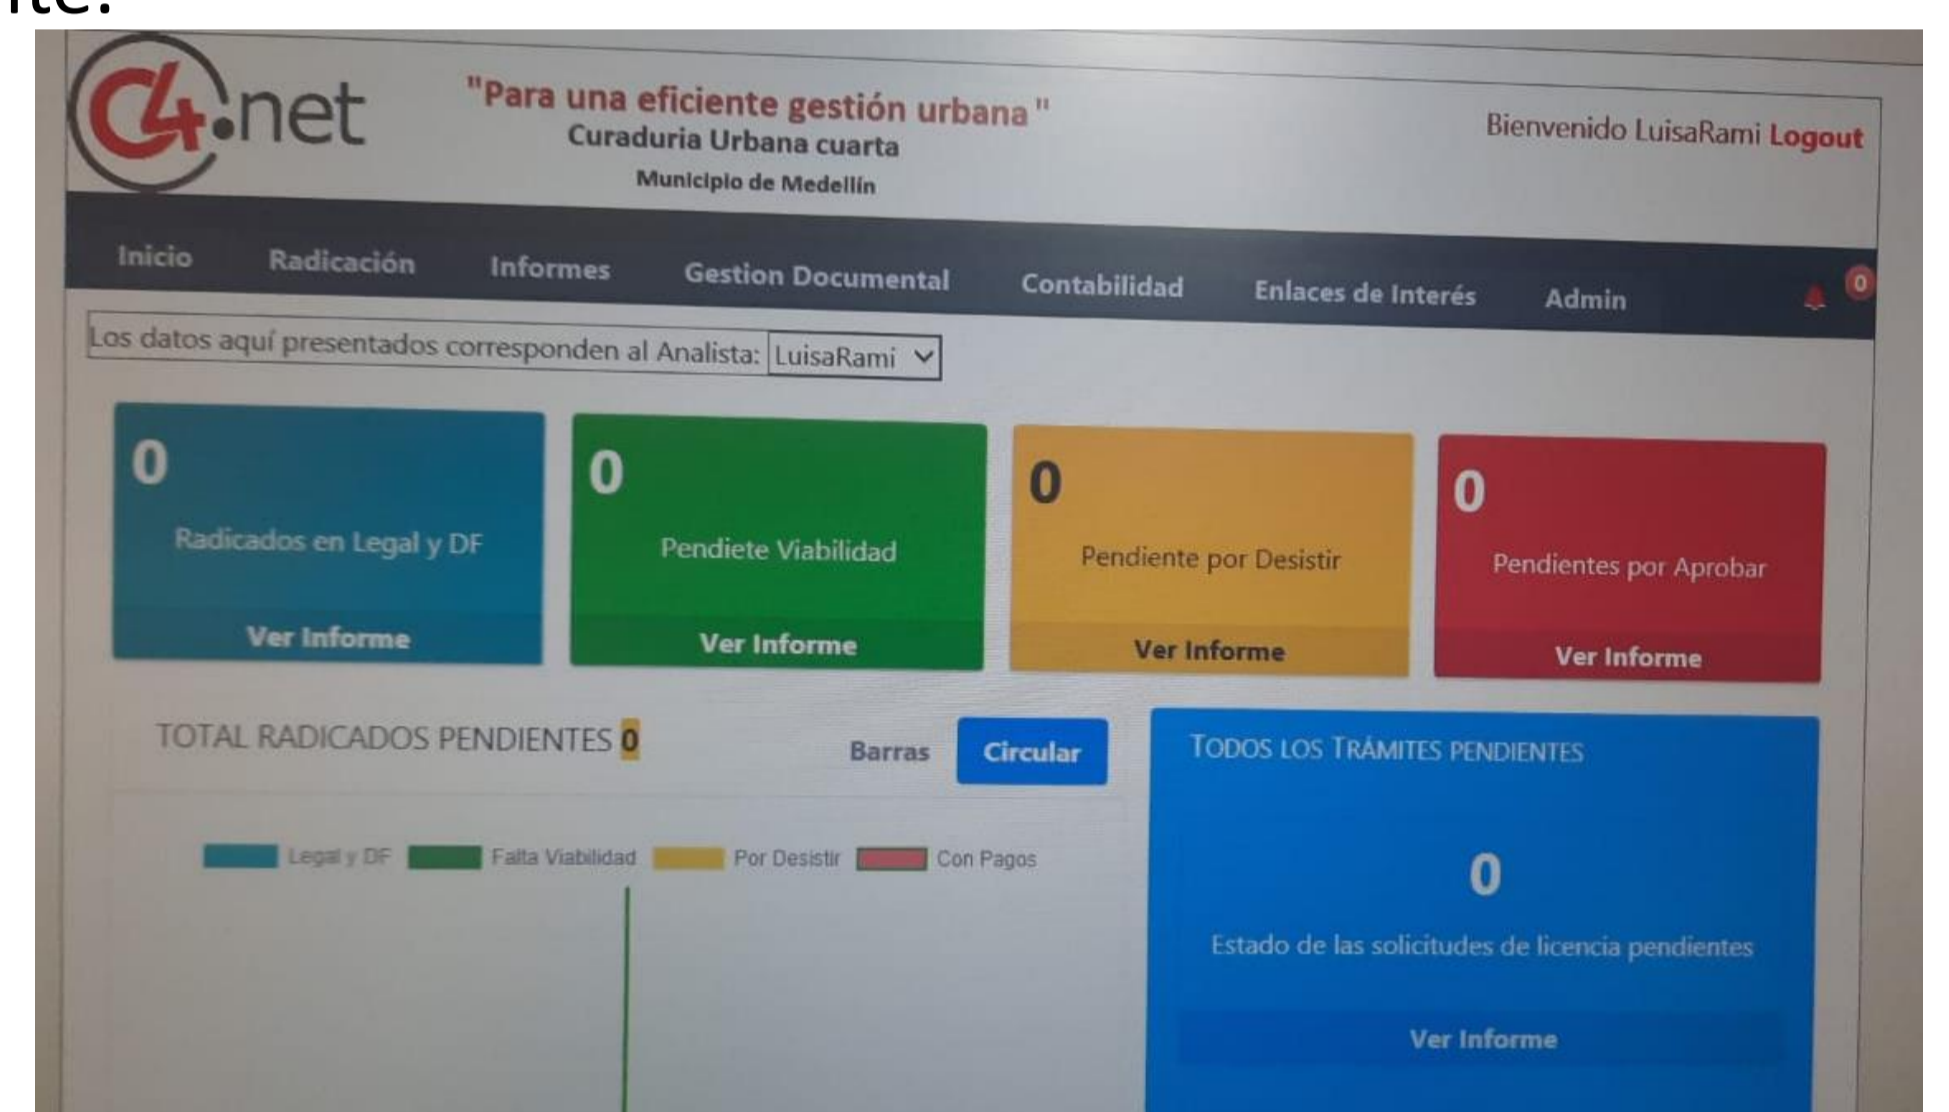 ite:
C4.net
"Para una eficiente gestión urbana"
Curaduria Urbana cuarta
Municipio de Medellín
Bienvenido LuisaRami Logout
Inicio Radicación Informes Gestion Documental Contabilidad Enlaces de Interés Admin 0
Los datos aquí presentados corresponden al Analista: LuisaRami
0
Radicados en Legal y DF
Ver Informe
0
Pendiete Viabilidad
Ver Informe
0
Pendiente por Desistir
Ver Informe
0
Pendientes por Aprobar
Ver Informe
TOTAL RADICADOS PENDIENTES 0
Barras Circular
Legal y DF Falta Viabilidad Por Desistir Con Pagos
TODOS LOS TRÁMITES PENDIENTES
0
Estado de las solicitudes de licencia pendientes
Ver Informe